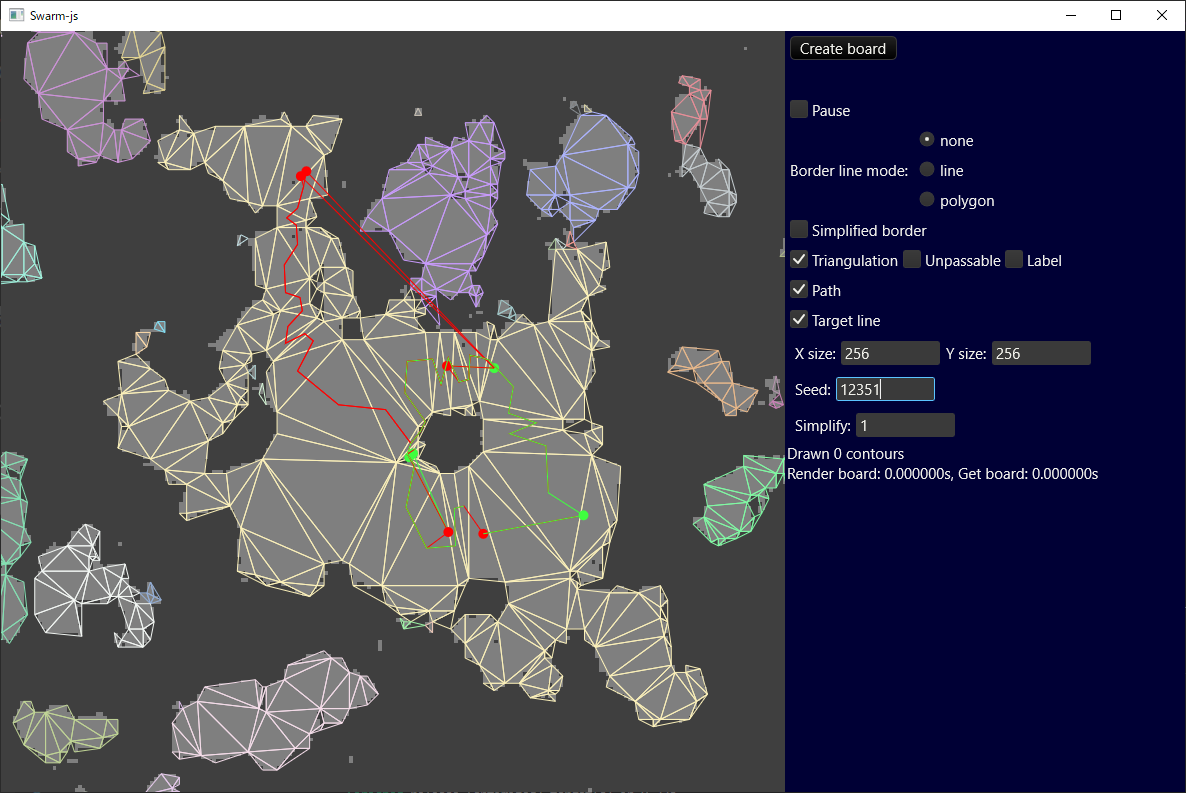 Swarm-js
Create board
Pause
none
Border line mode: line
polygon
Simplified border
Triangulation Unpassable Label
Path
Target line
X size: 256 Y size: 256
Seed: 12351
Simplify: 1
Drawn 0 contours
Render board: 0.000000s, Get board: 0.000000s